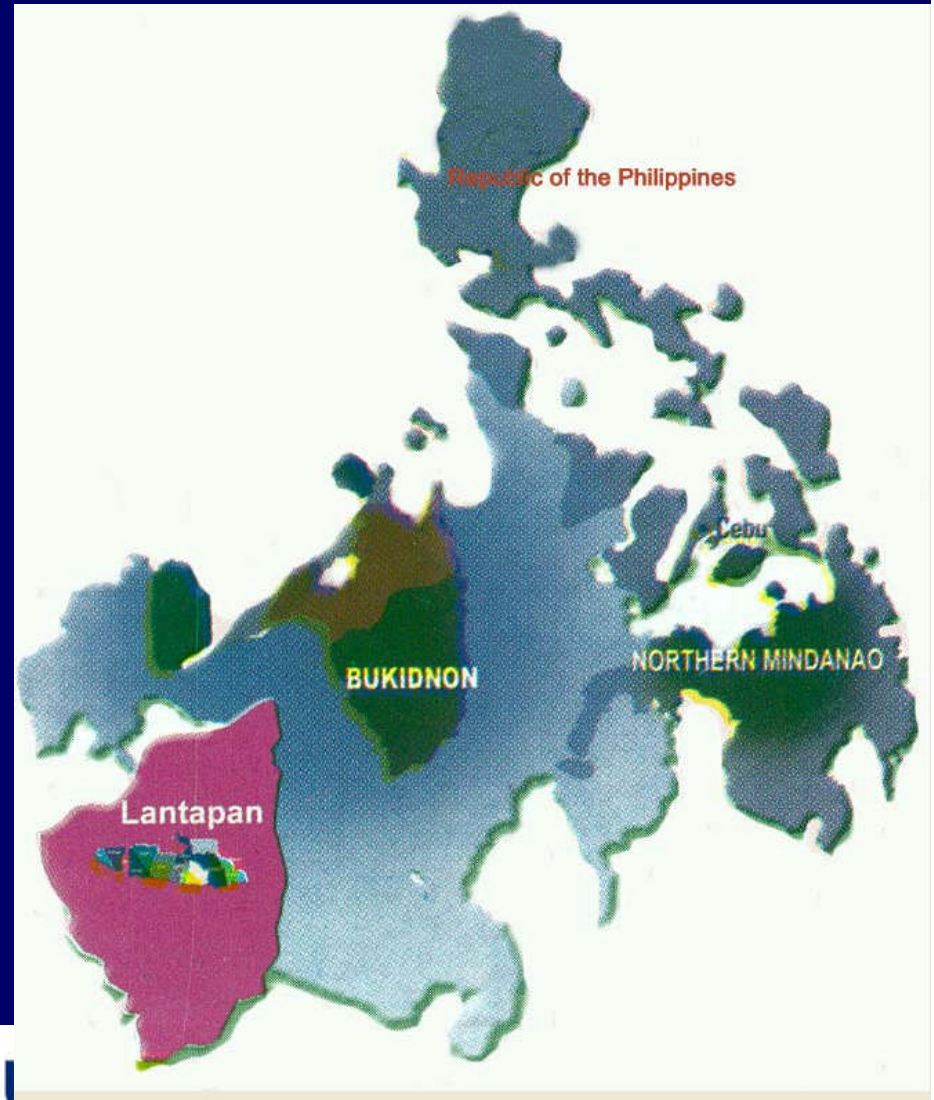 Republic of the Philippines
Cebu
NORTHERN MINDANAO
BUKIDNON
Lantapan